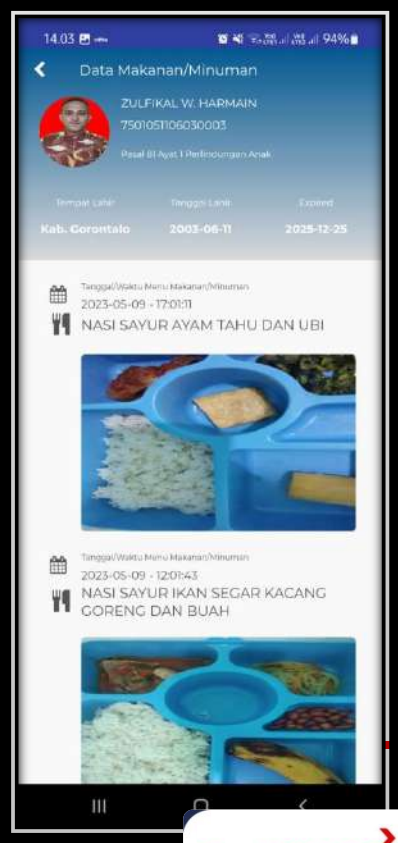 14.03
94%
Data Makanan/Minuman
ZULFIKAL W. HARMAIN
7501051106030003
Pasal 81 Ayat 1 Perlindungan Anak
Tempat Lahir Tanggal Lahir Expired
Kab. Gorontalo 2003-06-11 2025-12-25
Tanggal/Waktu Menu Makanan/Minuman
2023-05-09 - 17:01:11
NASI SAYUR AYAM TAHU DAN UBI
Tanggal/Waktu Menu Makanan/Minuman
2023-05-09 - 12:01:43
NASI SAYUR IKAN SEGAR KACANG
GORENG DAN BUAH